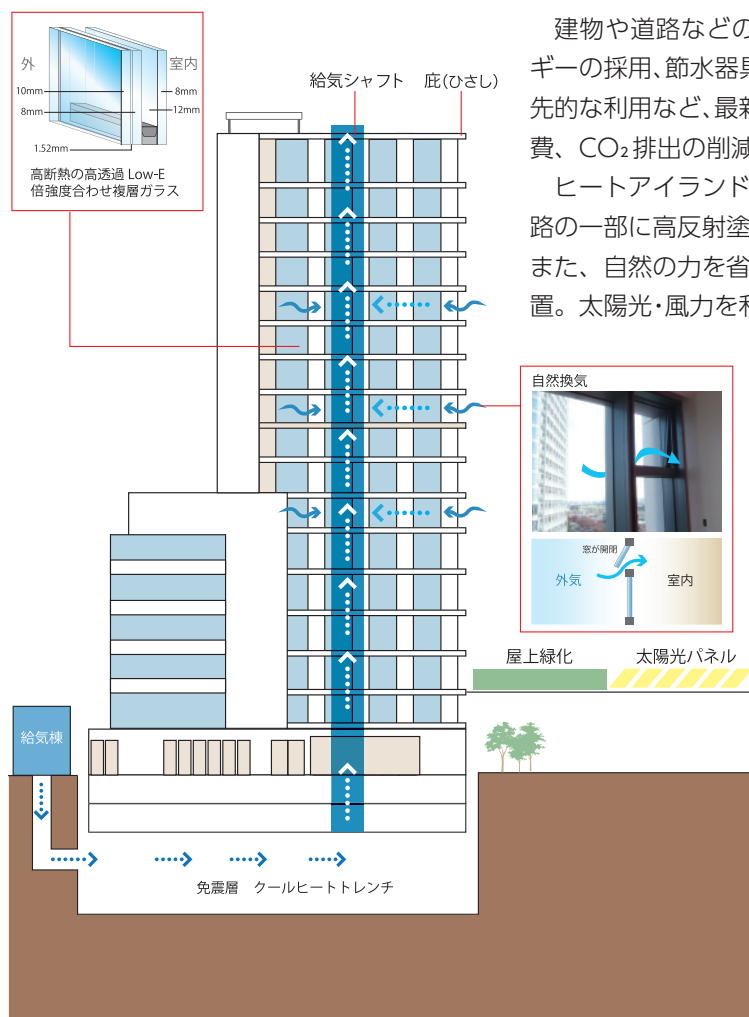 建物や道路などの
ギーの採用、節水器具
先的な利用など、最新
費、CO₂排出の削減
ヒートアイランド
路の一部に高反射塗
また、自然の力を省
置。太陽光・風力を利
外
室内
10mm
8mm
8mm
12mm
1.52mm
高断熱の高透過 Low-E
倍強度合わせ複層ガラス
給気シャフト
庇(ひさし)
自然換気
窓が開閉
外気
室内
屋上緑化
太陽光パネル
給気棟
免震層 クールヒートトレンチ